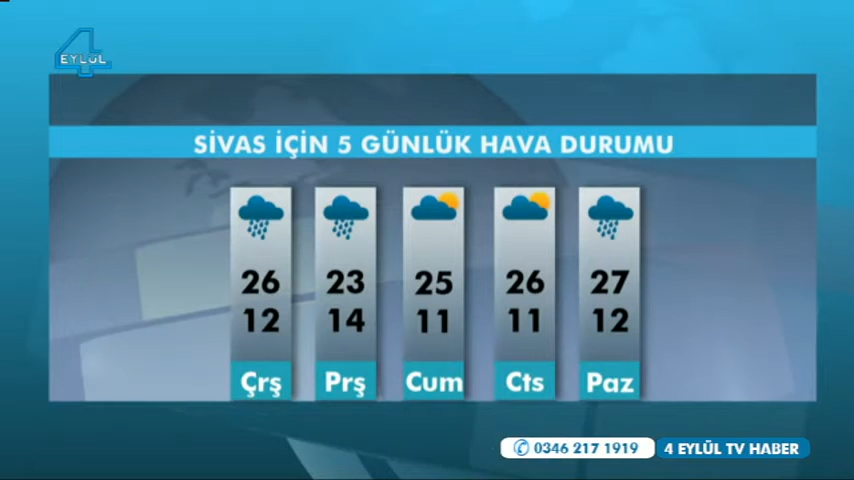 4
EYLÜL
SİVAS İÇİN 5 GÜNLÜK HAVA DURUMU
26 23 25 26 27
12 14 11 11 12
Çrş Prş Cum Cts Paz
0346 217 1919 4 EYLÜL TV HABER